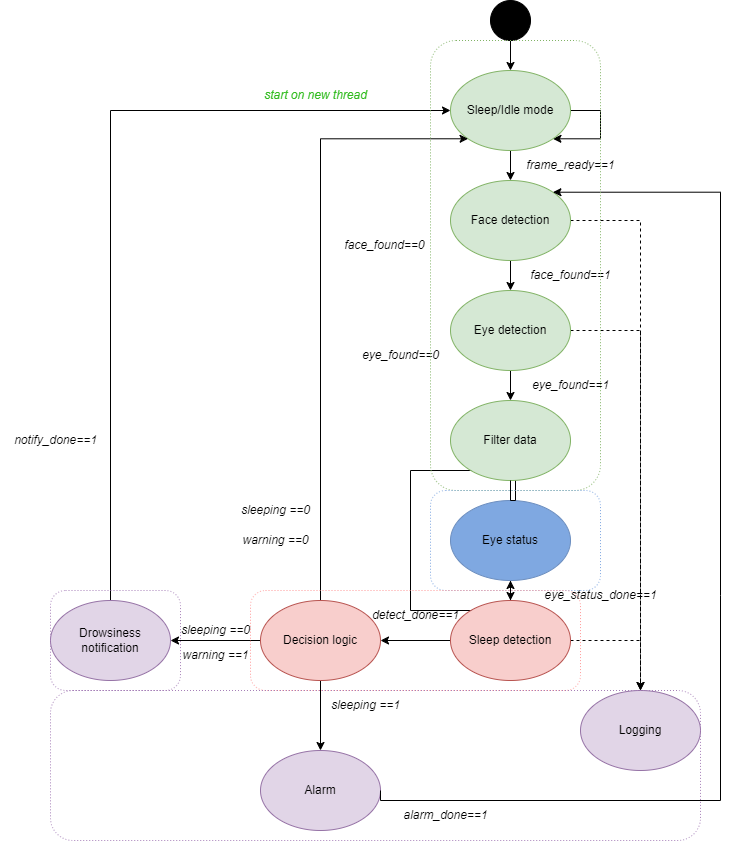 start on new thread
Sleep/Idle mode
frame_ready==1
Face detection
face_found==0
face_found==1
Eye detection
eye_found==0
eye_found==1
Filter data
notify_done==1
sleeping ==0
warning ==0
Eye status
eye_status_done==1
detect_done==1
Drowsiness
notification
sleeping ==0
warning ==1
Decision logic
Sleep detection
sleeping ==1
Logging
Alarm
alarm_done==1